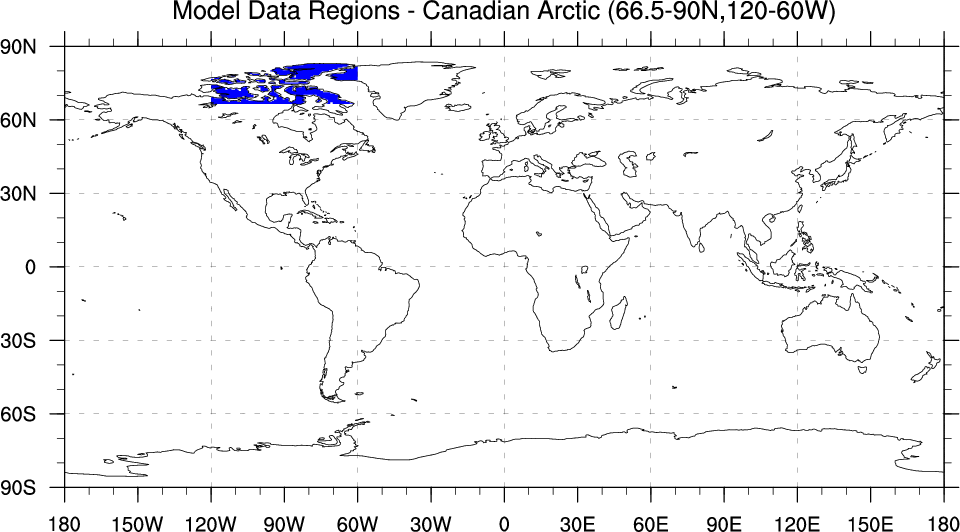 Model Data Regions - Canadian Arctic (66.5-90N,120-60W)
90N
60N
30N
0
30S
60S
90S
180 150W 120W 90W 60W 30W 0 30E 60E 90E 120E 150E 180